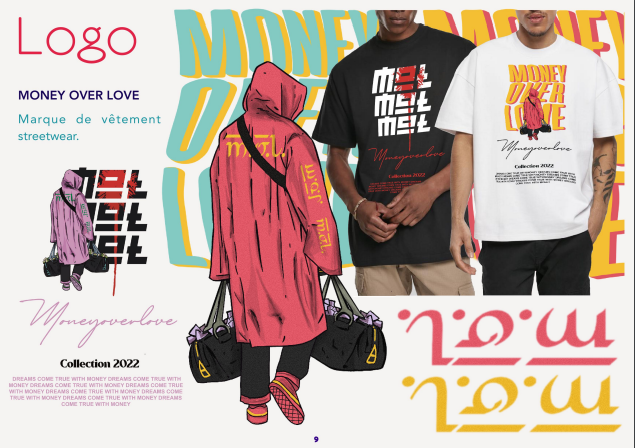 Logo
MONEY OVER LOVE
Marque de vêtement
streetwear.
Moneyoverlove
Collection 2022
DREAMS COME TRUE WITH MONEY DREAMS COME TRUE WITH
MONEY DREAMS COME TRUE WITH MONEY DREAMS COME
TRUE WITH MONEY DREAMS COME TRUE WITH MONEY DREAMS COME
TRUE WITH MONEY DREAMS COME TRUE WITH MONEY DREAMS
COME TRUE WITH MONEY
MONEY
OVER
LOVE
m.o.l.
m.o.l.
m.o.l.
Moneyoverlove
Collection 2022
MONEY
OVER
LOVE
Moneyoverlove
Collection 2022
m.o.l.
m.o.l.
9